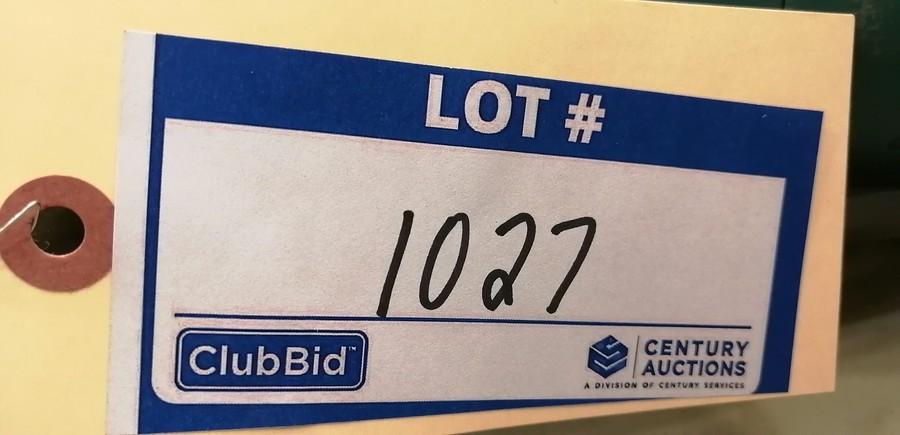 LOT #
1027
ClubBid™
CENTURY
AUCTIONS
A DIVISION OF CENTURY SERVICES